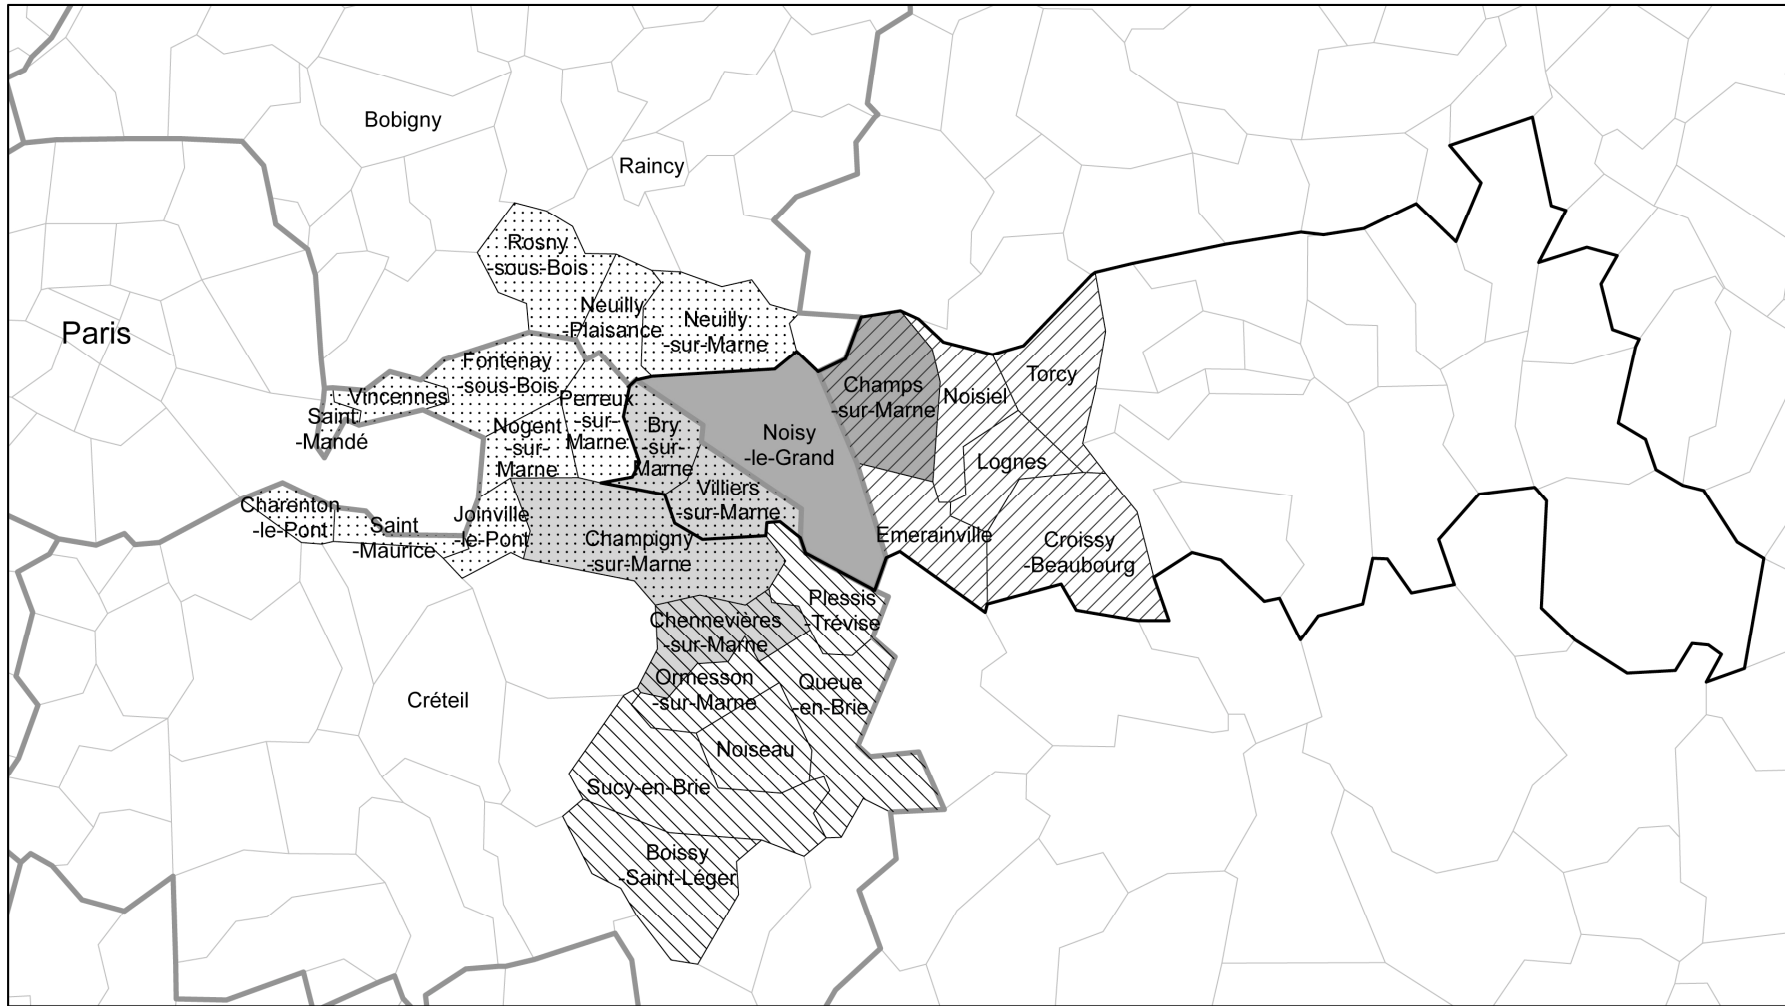 Bobigny
Raincy
Rosny
-sous-Bois
Neuilly
-Plaisance
Neuilly
-sur-Marne
Paris
Fontenay
-sous-Bois
Vincennes
Saint
-Mandé
Perreux
-sur-
Marne
Nogent
-sur-
Marne
Bry
-sur-
Marne
Noisy
-le-Grand
Champs
-sur-Marne
Noisiel
Torcy
Lognes
Villiers
-sur-Marne
Charenton
-le-Pont
Saint
-Maurice
Joinville
-le-Pont
Champigny
-sur-Marne
Emerainville
Croissy
-Beaubourg
Plessis
-Trévise
Chennevières
-sur-Marne
Ormesson
-sur-Marne
Queue
-en-Brie
Créteil
Noiseau
Sucy-en-Brie
Boissy
-Saint-Léger